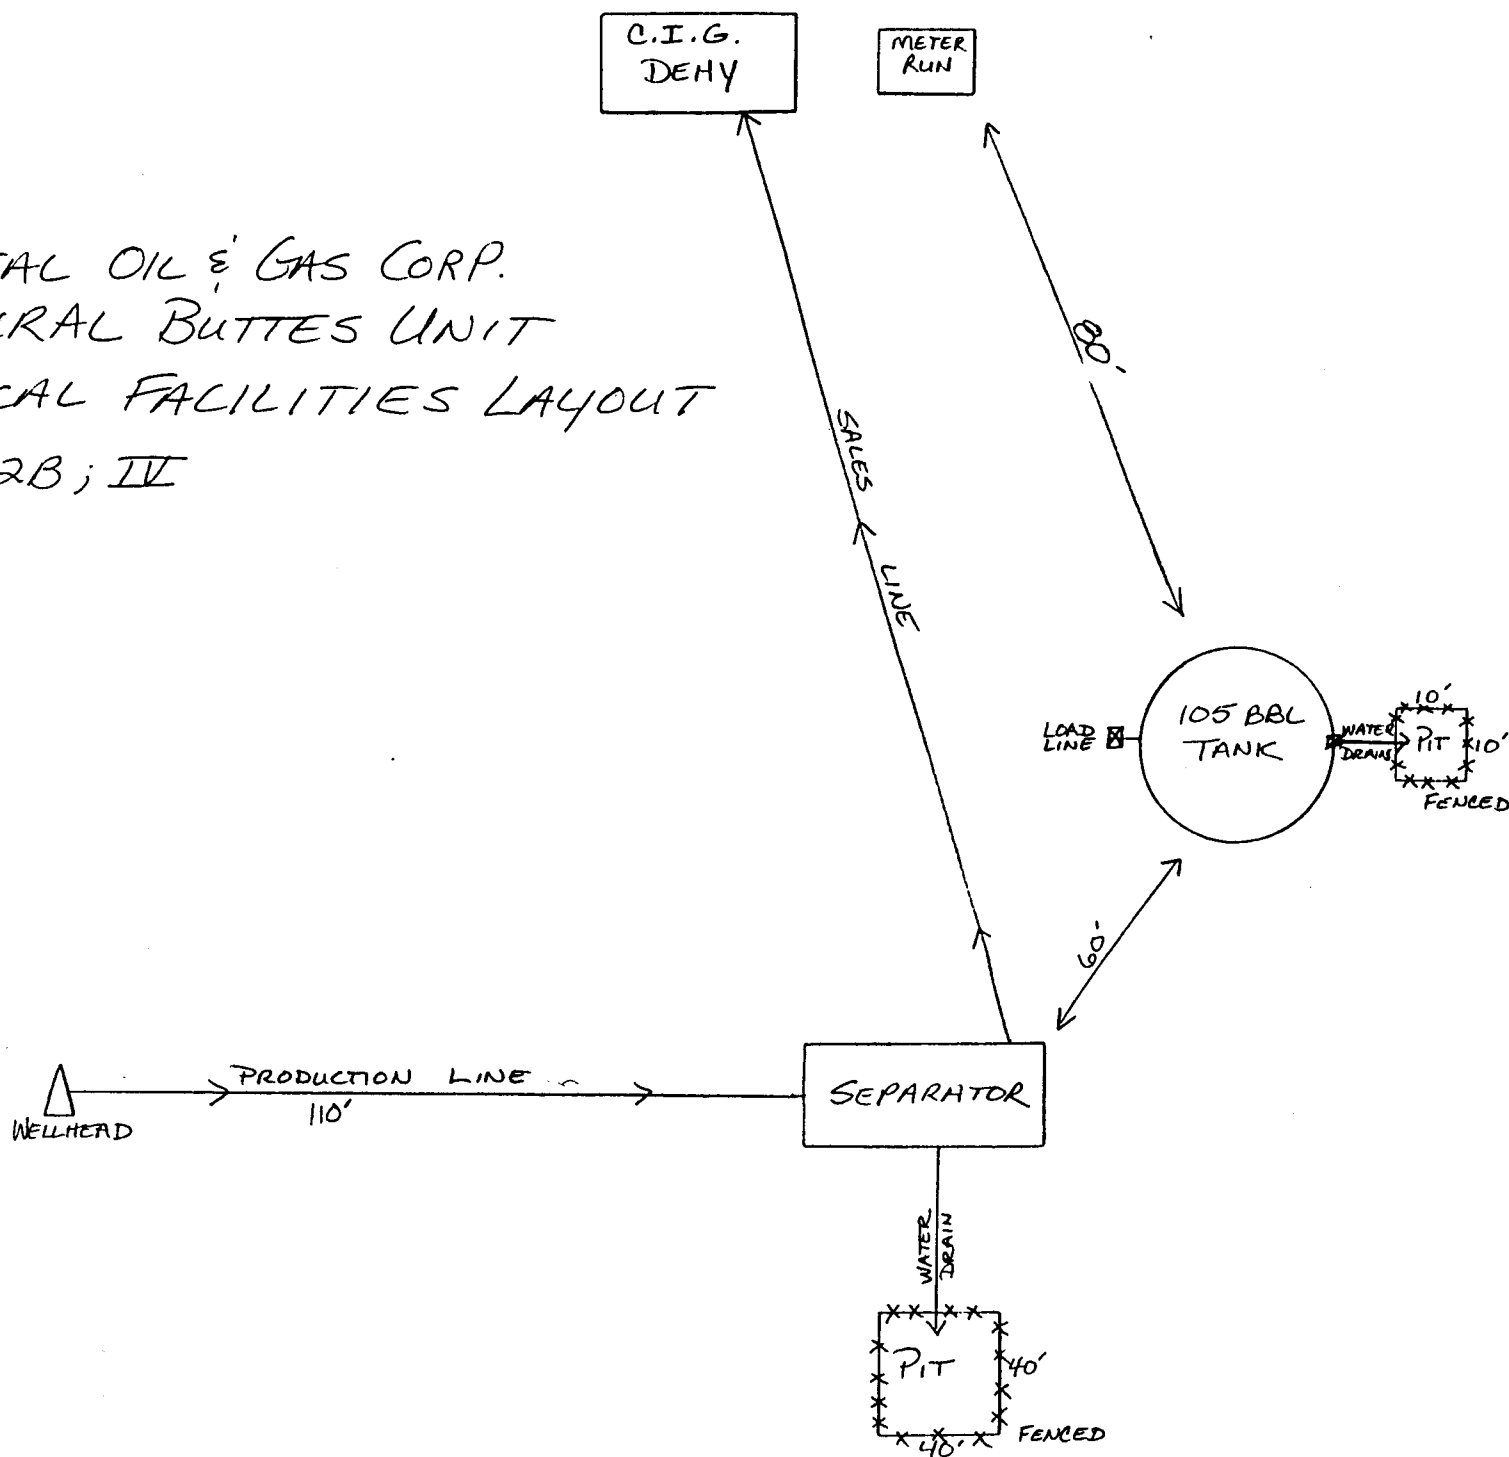 C.I.G.
DEHY
METER
RUN
TAL OIL & GAS CORP.
RAL BUTTES UNIT
CAL FACILITIES LAYOUT
2B; IV
80'
SALES LINE
LOAD
LINE
105 BBL
TANK
WATER
DRAIN
10'
PIT
10'
FENCED
60'
WELLHEAD
PRODUCTION LINE
110'
SEPARATOR
WATER
DRAIN
PIT
40'
40'
FENCED